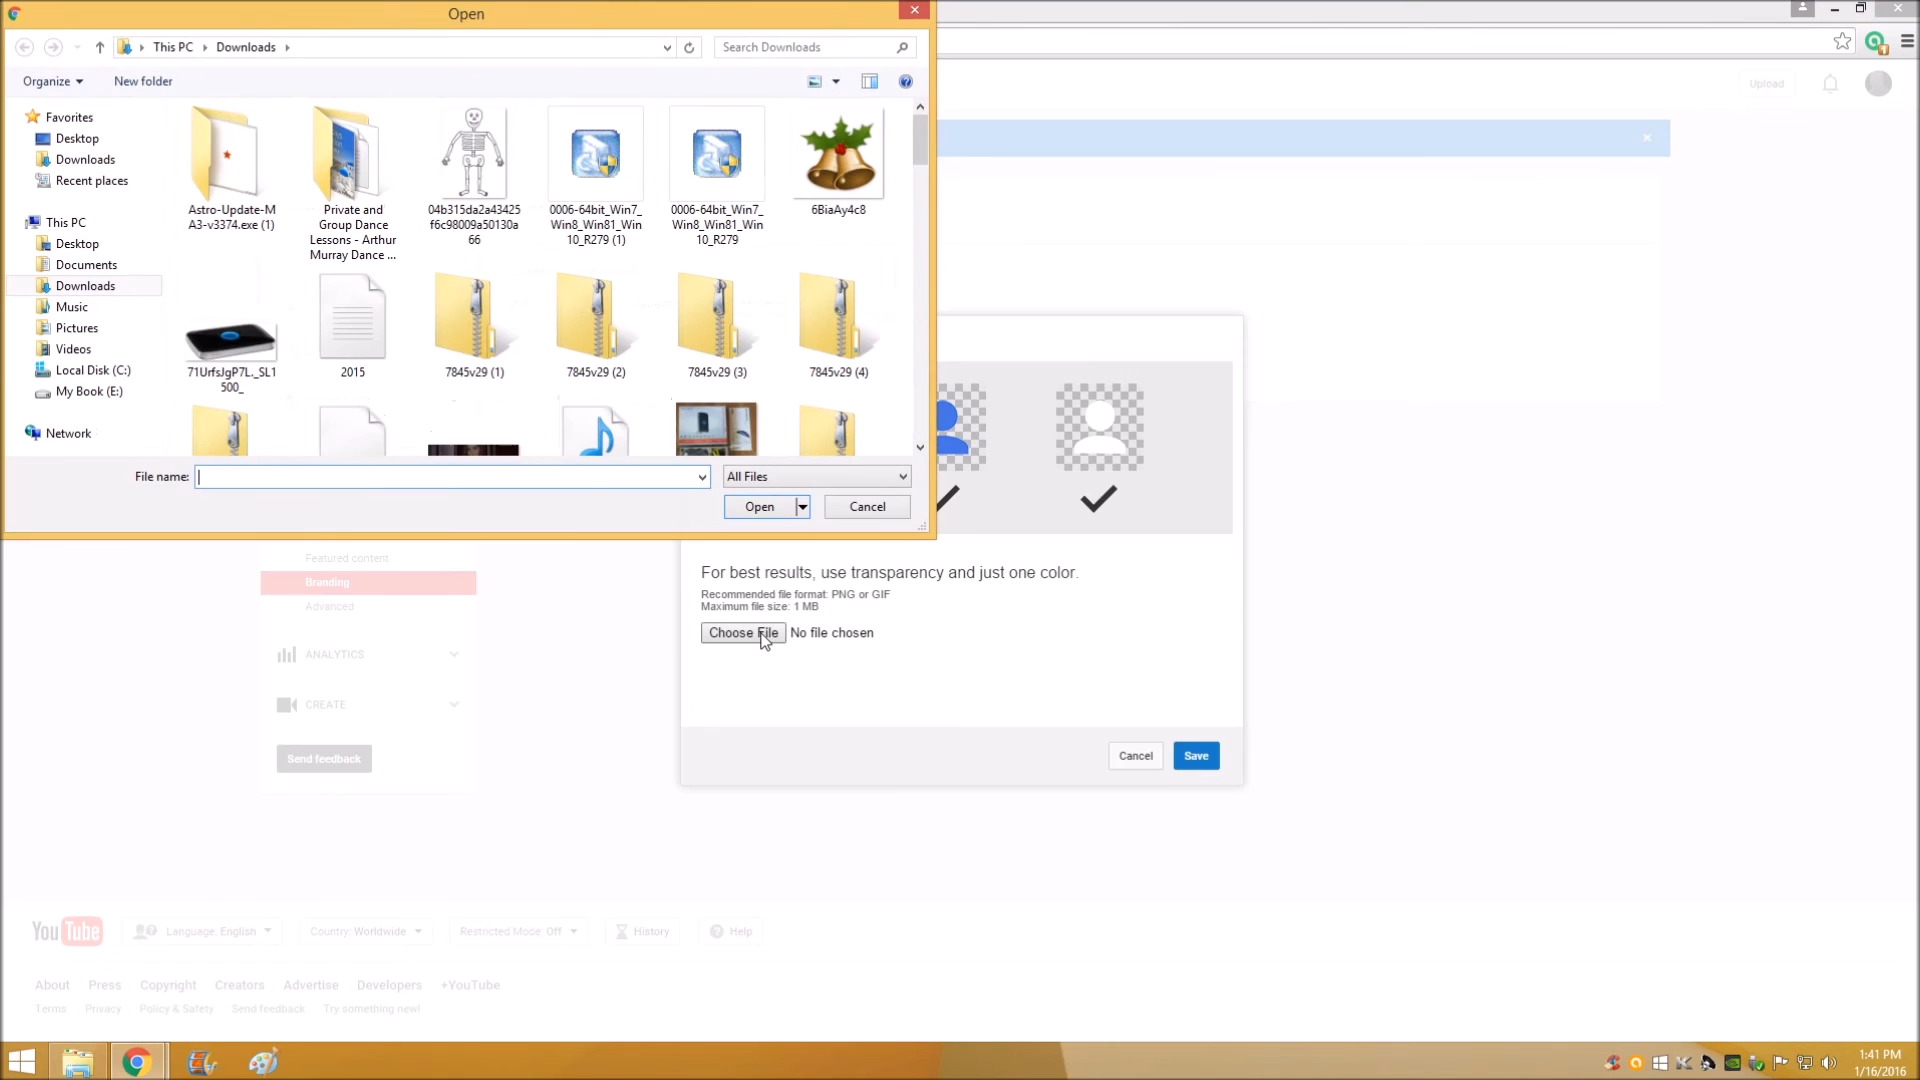 Open
This PC
Downloads
Search Downloads
Organize
New folder
Favorites
Desktop
Downloads
Recent places
This PC
Desktop
Documents
Downloads
Music
Pictures
Videos
Local Disk (C:)
My Book (E:)
Network
Astro-Update-M
A3-v3374.exe (1)
Private and
Group Dance
Lessons - Arthur
Murray Dance ...
04b315da2a43425
f6c98009a50130a
66
0006-64bit_Win7_
Win8_Win81_Win
10_R279 (1)
0006-64bit_Win7_
Win8_Win81_Win
10_R279
6BiaAy4c8
71UrfsJgP7L._SL1
500_
2015
7845v29 (1)
7845v29 (2)
7845v29 (3)
7845v29 (4)
File name:
All Files
Open
Cancel
Upload
Featured content
Branding
Advanced
ANALYTICS
CREATE
Send feedback
For best results, use transparency and just one color.
Recommended file format: PNG or GIF
Maximum file size: 1 MB
Choose File No file chosen
Cancel
Save
YouTube
Language: English
Country: Worldwide
Restricted Mode: Off
History
Help
About Press Copyright Creators Advertise Developers +YouTube
Terms Privacy Policy & Safety Send feedback Try something new!
1:41 PM
1/16/2016